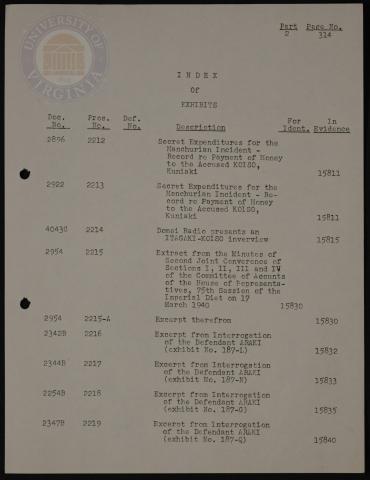 UNIVERSITY OF VIRGINIA
Part Page No.
2 314
INDEX
Of
EXHIBITS
Doc. Pros. Def. For In
No. No. No. Description Ident. Evidence
2896 2212 Secret Expenditures for the
Manchurian Incident -
Record re Payment of Money
to the Accused KOISO,
Kuniaki 15811
2922 2213 Secret Expenditures for the
Manchurian Incident - Re-
cord re Payment of Money
to the Accused KOISO,
Kuniaki 15811
4043C 2214 Domei Radio presents an
ITAGAKI-KOISO inverview 15815
2954 2215 Extract from the Minutes of
Second Joint Converence of
Sections I, II, III and IV
of the Committee of Accounts
of the House of Representa-
tives, 75th Session of the
Imperial Diet on 17
March 1940 15830
2954 2215-A Excerpt therefrom 15830
2342B 2216 Excerpt from Interrogation
of the Defendant ARAKI
(exhibit No. 187-L) 15832
2344B 2217 Excerpt from Interrogation
of the Defendant ARAKI
(exhibit No. 187-N) 15833
2254B 2218 Excerpt from Interrogation
of the Defendant ARAKI
(exhibit No. 187-O) 15835
2347B 2219 Excerpt from Interrogation
of the Defendant ARAKI
(exhibit No. 187-Q) 15840